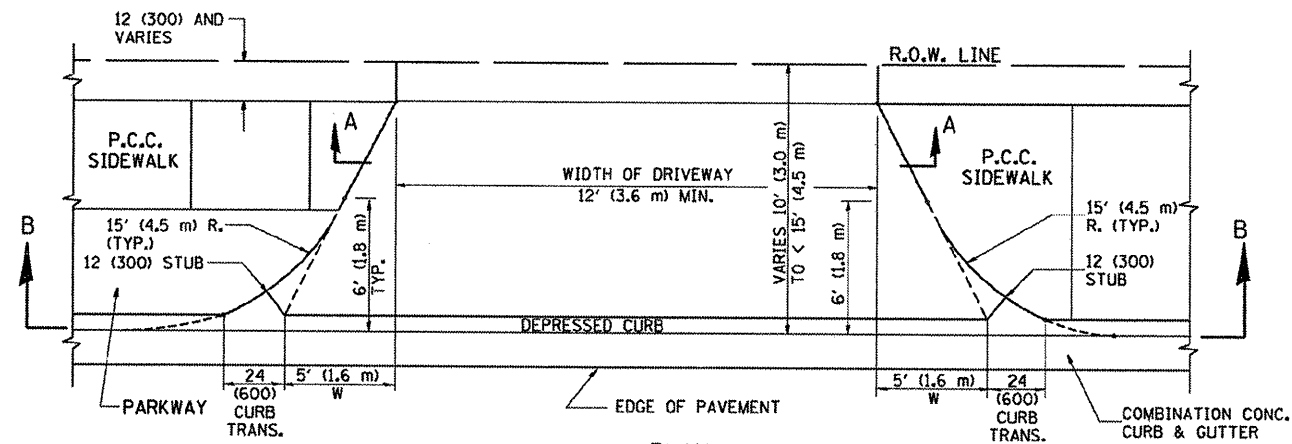 12 (300) AND
VARIES
R.O.W. LINE
A
A
P.C.C.
SIDEWALK
P.C.C.
SIDEWALK
WIDTH OF DRIVEWAY
12' (3.6 m) MIN.
VARIES 10' (3.0 m)
TO < 15' (4.5 m)
B
B
15' (4.5 m) R.
(TYP.)
12 (300) STUB
6' (1.8 m)
TYP.
6' (1.8 m)
15' (4.5 m)
R. (TYP.)
12 (300)
STUB
DEPRESSED CURB
24
(600)
CURB
TRANS.
5' (1.6 m)
W
5' (1.6 m)
W
24
(600)
CURB
TRANS.
PARKWAY
EDGE OF PAVEMENT
COMBINATION CONC.
CURB & GUTTER